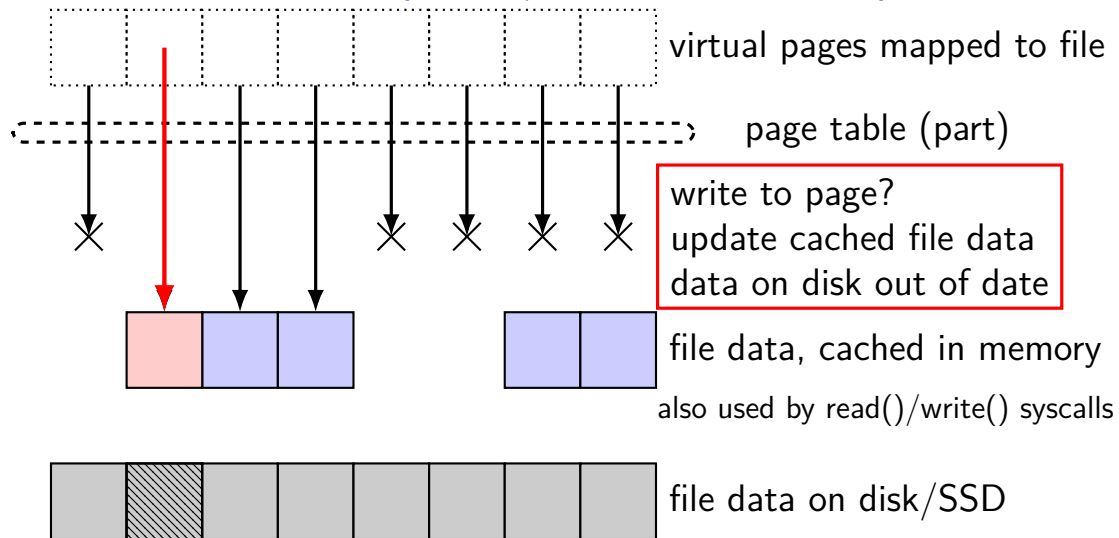 virtual pages mapped to file
page table (part)
write to page?
update cached file data
data on disk out of date
file data, cached in memory
also used by read()/write() syscalls
file data on disk/SSD